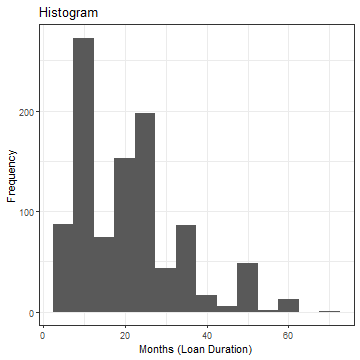 Histogram
Frequency
200
100
0
0 20 40 60
Months (Loan Duration)